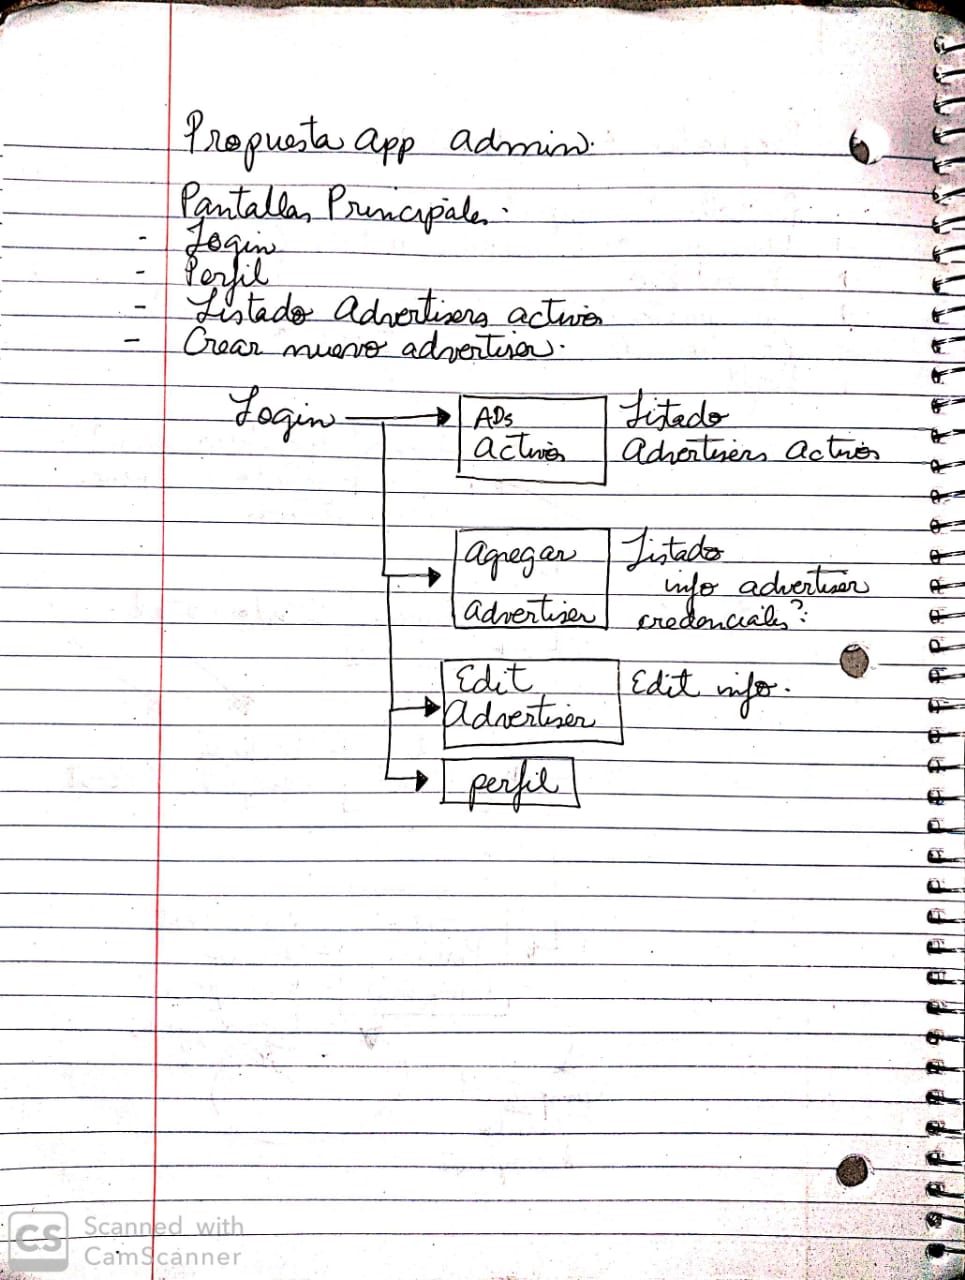 Propuesta app admin.
Pantallas Principales.
- Login
- Perfil
- Listado Advertisers activos
- Crear nuevo advertiser.
Login
ADs
Activos
Listado
Advertisers Activos
Agregar
Advertiser
Listado
info advertiser
credenciales?
Edit
Advertiser
Edit info.
perfil
CS
Scanned with
CamScanner